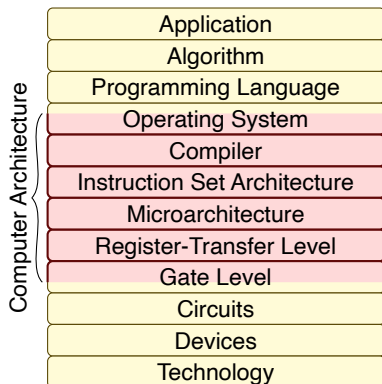 Application
Algorithm
Programming Language
Operating System
Compiler
Instruction Set Architecture
Microarchitecture
Register-Transfer Level
Gate Level
Circuits
Devices
Technology
Computer Architecture